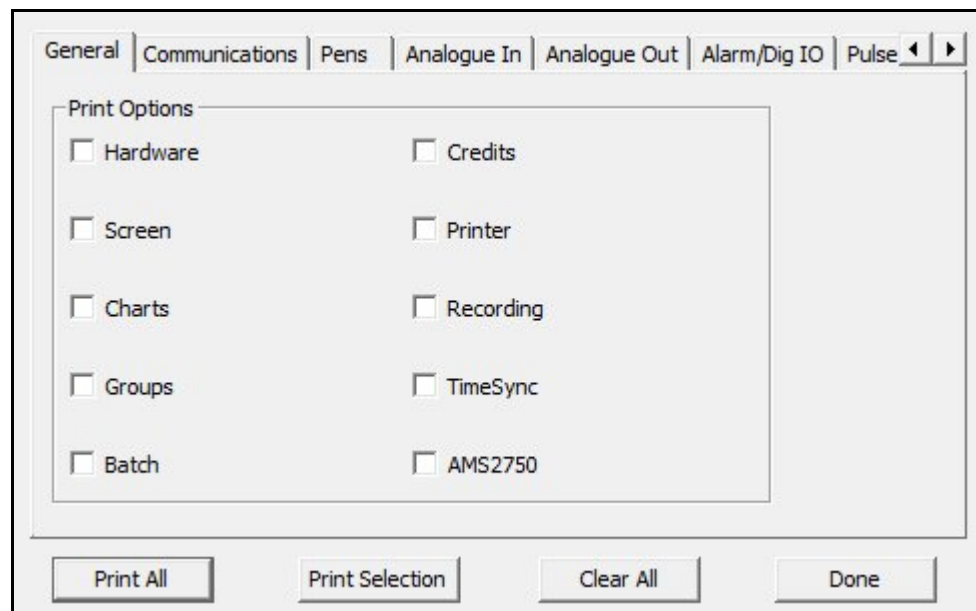 General Communications Pens Analogue In Analogue Out Alarm/Dig IO Pulse
Print Options
Hardware Credits
Screen Printer
Charts Recording
Groups TimeSync
Batch AMS2750
Print All Print Selection Clear All Done